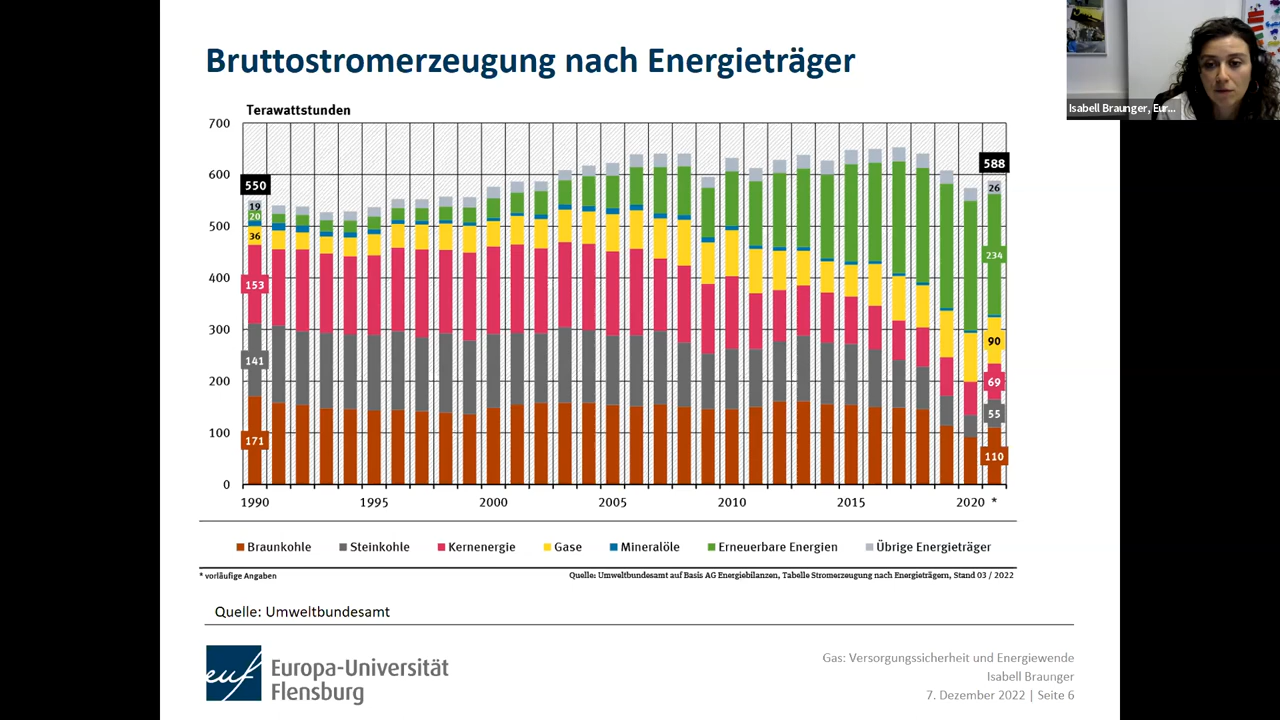 Bruttostromerzeugung nach Energieträger
Isabell Braunger, Eur...
Terawattstunden
700
600
500
400
300
200
100
0
550
19
20
36
153
141
171
588
26
234
90
69
55
110
1990 1995 2000 2005 2010 2015 2020 *
Braunkohle Steinkohle Kernenergie Gase Mineralöle Erneuerbare Energien Übrige Energieträger
* vorläufige Angaben Quelle: Umweltbundesamt auf Basis AG Energiebilanzen, Tabelle Stromerzeugung nach Energieträgern, Stand 03 / 2022
Quelle: Umweltbundesamt
euf Europa-Universität
Flensburg
Gas: Versorgungssicherheit und Energiewende
Isabell Braunger
7. Dezember 2022 | Seite 6